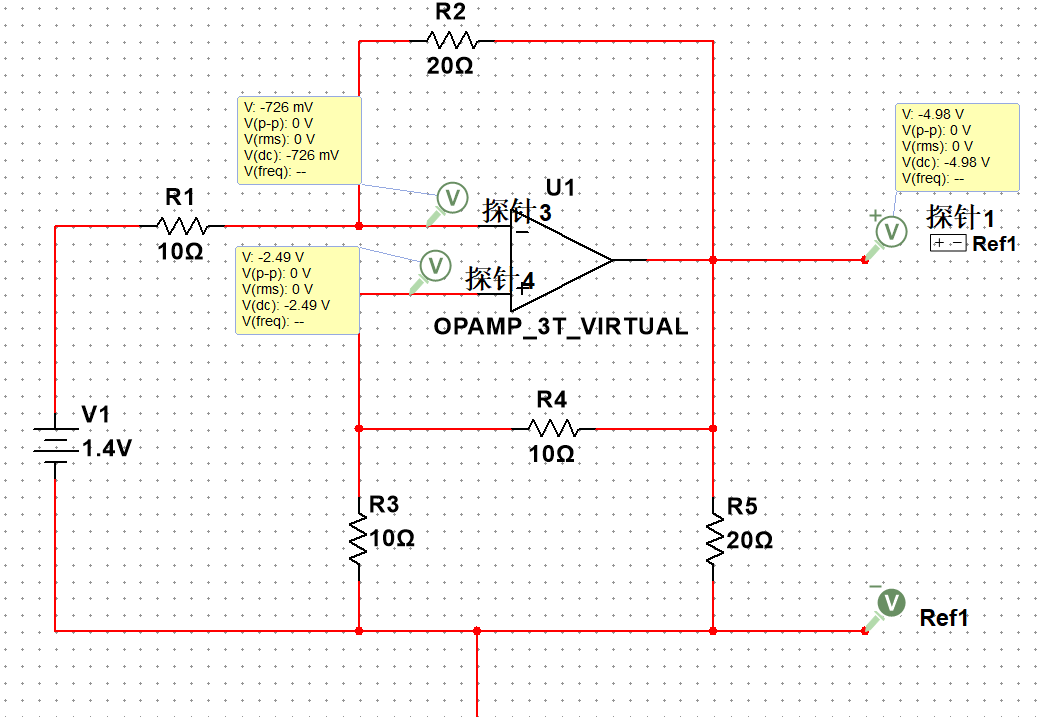 R2
20Ω
V: -726 mV
V(p-p): 0 V
V(rms): 0 V
V(dc): -726 mV
V(freq): --
V: -4.98 V
V(p-p): 0 V
V(rms): 0 V
V(dc): -4.98 V
V(freq): --
R1
10Ω
V
探针3
U1
+
V
探针1
+ -
Ref1
V: -2.49 V
V(p-p): 0 V
V(rms): 0 V
V(dc): -2.49 V
V(freq): --
V
探针4
−
+
OPAMP_3T_VIRTUAL
V1
1.4V
R4
10Ω
R3
10Ω
R5
20Ω
−
V
Ref1